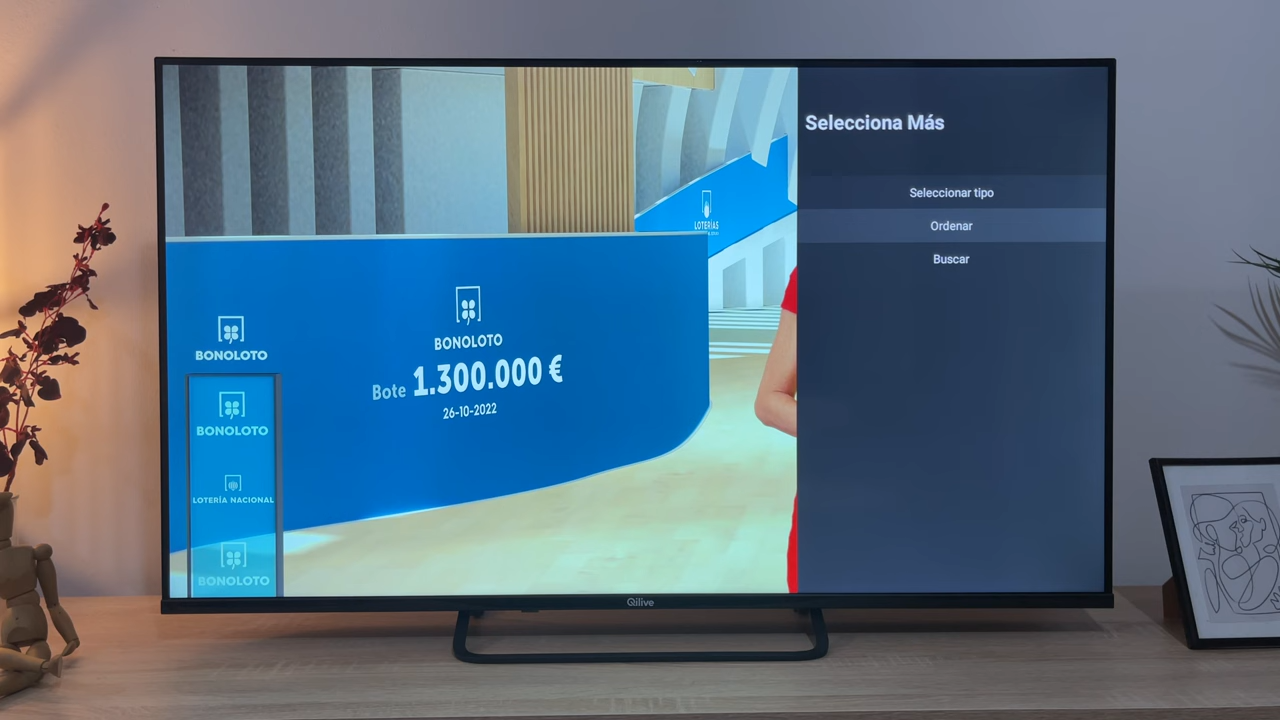 Selecciona Más
Seleccionar tipo
Ordenar
Buscar
LOTERÍAS
BONOLOTO
Bote 1.300.000 €
26-10-2022
BONOLOTO
BONOLOTO
LOTERÍA NACIONAL
BONOLOTO
Qilive